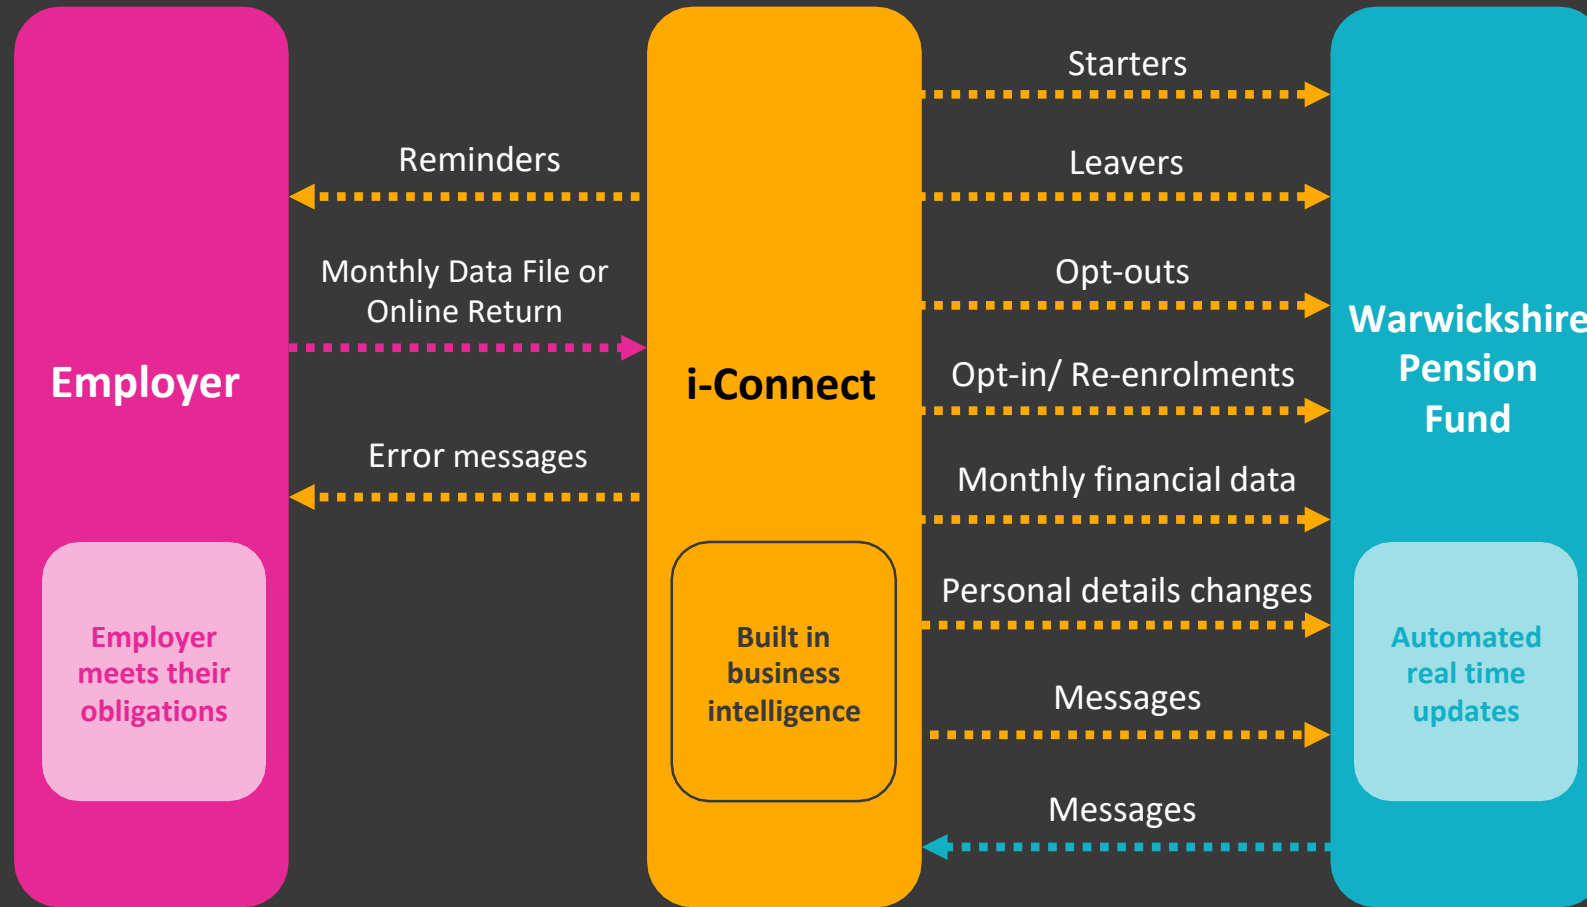 Employer
Employer
meets their
obligations
Reminders
Monthly Data File or
Online Return
Error messages
i-Connect
Built in
business
intelligence
Starters
Leavers
Opt-outs
Opt-in/ Re-enrolments
Monthly financial data
Personal details changes
Messages
Messages
Warwickshire
Pension
Fund
Automated
real time
updates